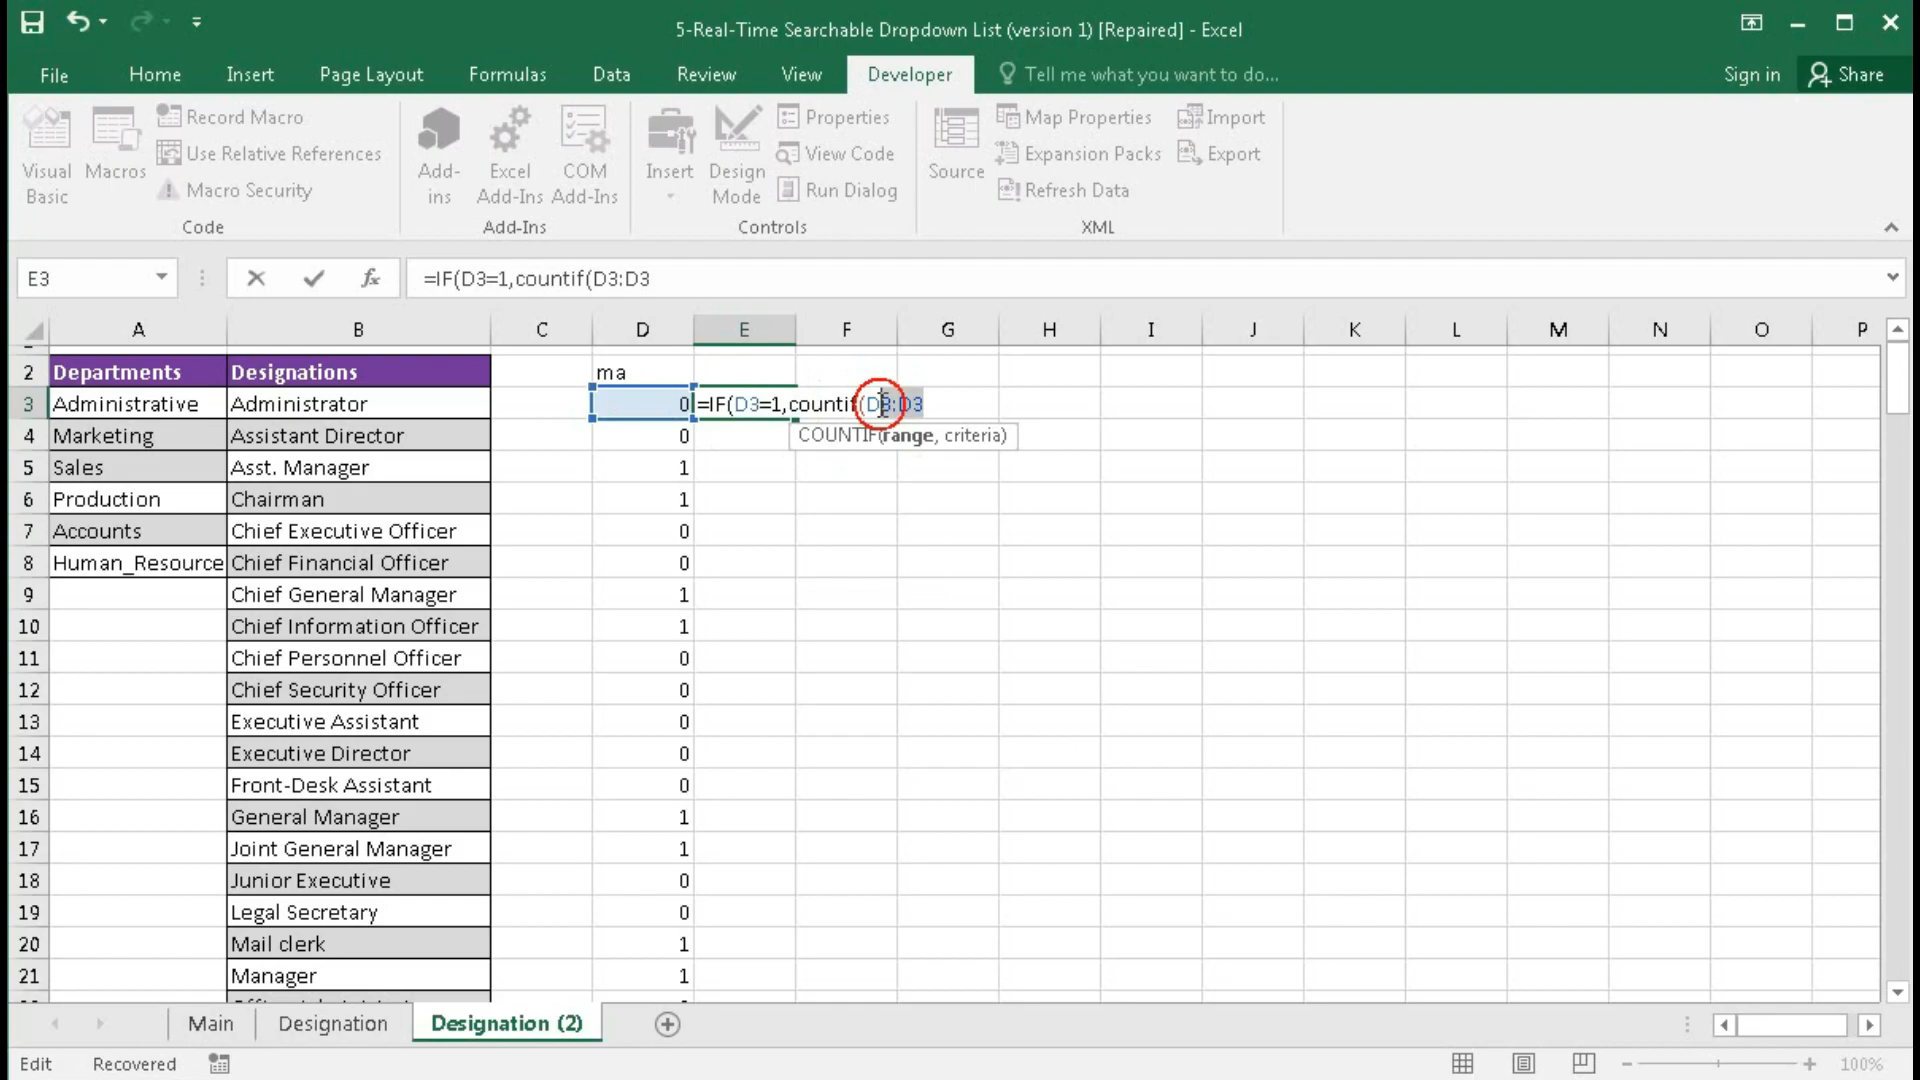 5-Real-Time Searchable Dropdown List (version 1) [Repaired] - Excel
File Home Insert Page Layout Formulas Data Review View Developer Tell me what you want to do... Sign in Share
Visual Basic
Macros
Record Macro
Use Relative References
Macro Security
Code
Add-ins
Excel Add-Ins
COM Add-Ins
Add-Ins
Insert
Design Mode
Properties
View Code
Run Dialog
Controls
Source
Map Properties
Expansion Packs
Refresh Data
Import
Export
XML
E3 fx =IF(D3=1,countif(D3:D3
A B C D E F G H I J K L M N O P
2 Departments Designations ma
3 Administrative Administrator 0 =IF(D3=1,countif(D3:D3
4 Marketing Assistant Director 0 COUNTIF(range, criteria)
5 Sales Asst. Manager 1
6 Production Chairman 1
7 Accounts Chief Executive Officer 0
8 Human_Resource Chief Financial Officer 0
9 Chief General Manager 1
10 Chief Information Officer 1
11 Chief Personnel Officer 0
12 Chief Security Officer 0
13 Executive Assistant 0
14 Executive Director 0
15 Front-Desk Assistant 0
16 General Manager 1
17 Joint General Manager 1
18 Junior Executive 0
19 Legal Secretary 0
20 Mail clerk 1
21 Manager 1
Main Designation Designation (2)
Edit Recovered 100%